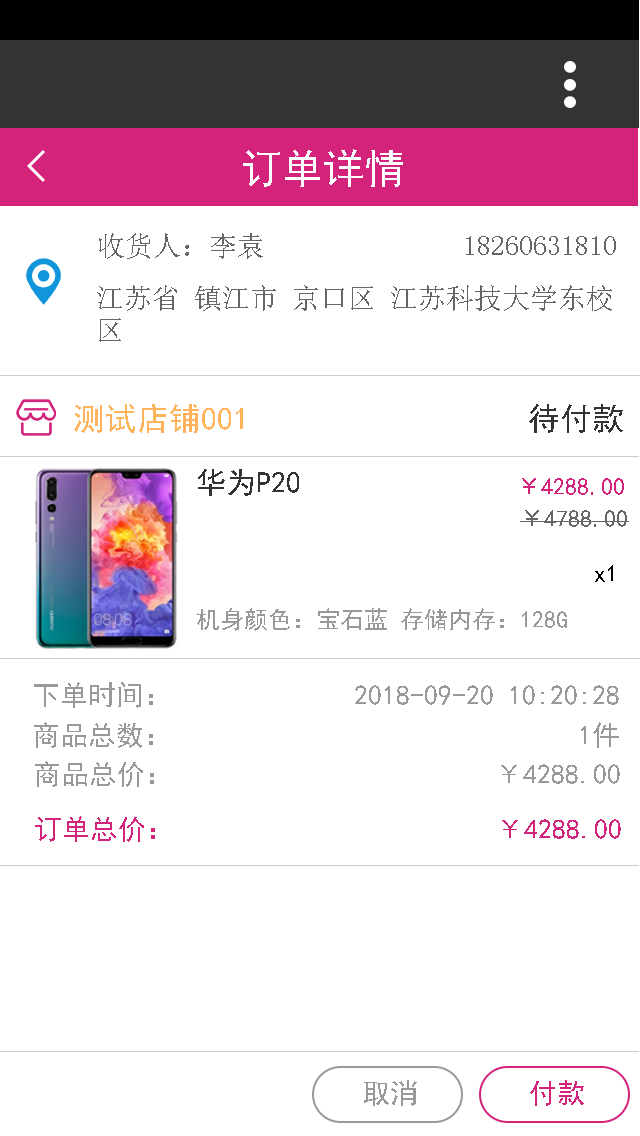 订单详情
收货人：李袁 18260631810
江苏省 镇江市 京口区 江苏科技大学东校
区
测试店铺001 待付款
华为P20 ￥4288.00
￥4788.00
x1
机身颜色：宝石蓝 存储内存：128G
08:08
HUAWEI
下单时间： 2018-09-20 10:20:28
商品总数： 1件
商品总价： ￥4288.00
订单总价： ￥4288.00
取消 付款